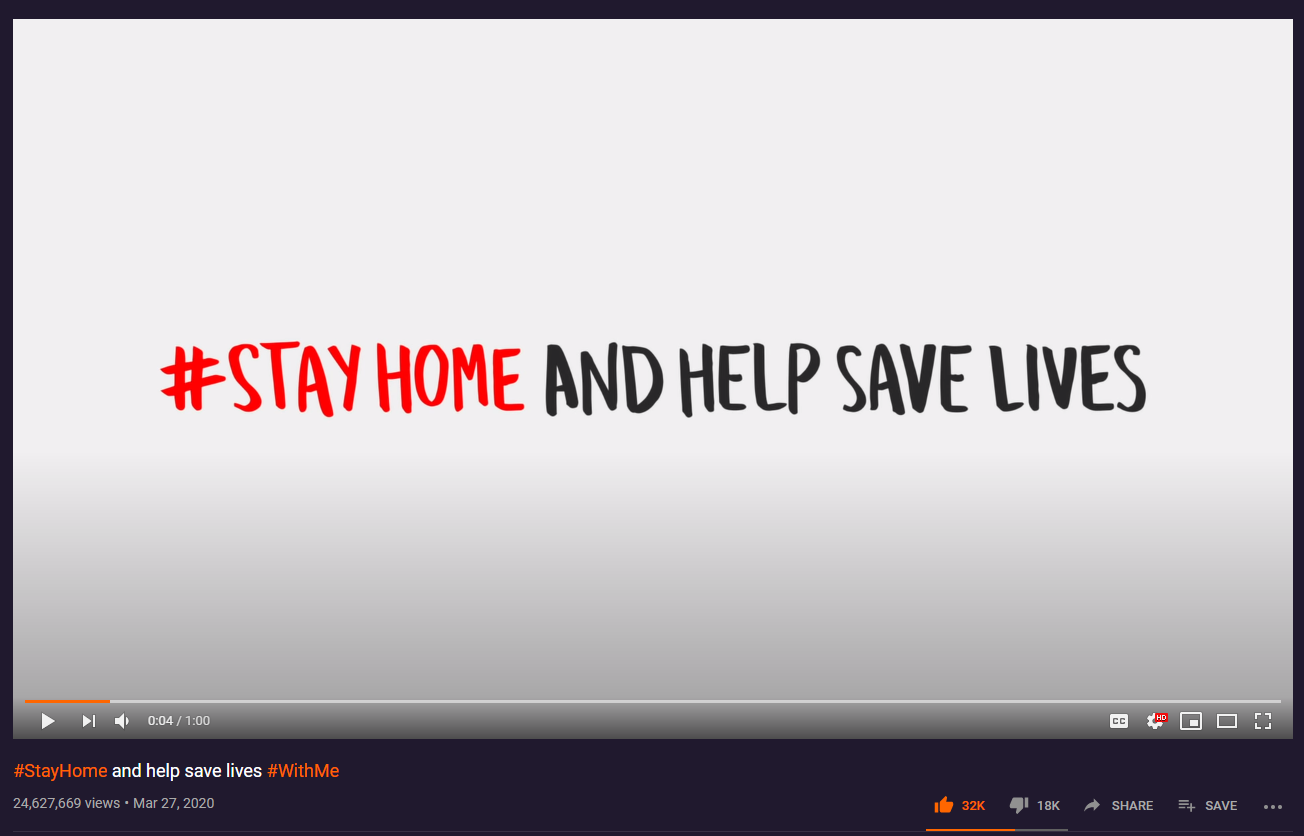 #STAY HOME AND HELP SAVE LIVES
0:04 / 1:00
CC
HD
#StayHome and help save lives #WithMe
24,627,669 views • Mar 27, 2020
32K
18K
SHARE
SAVE